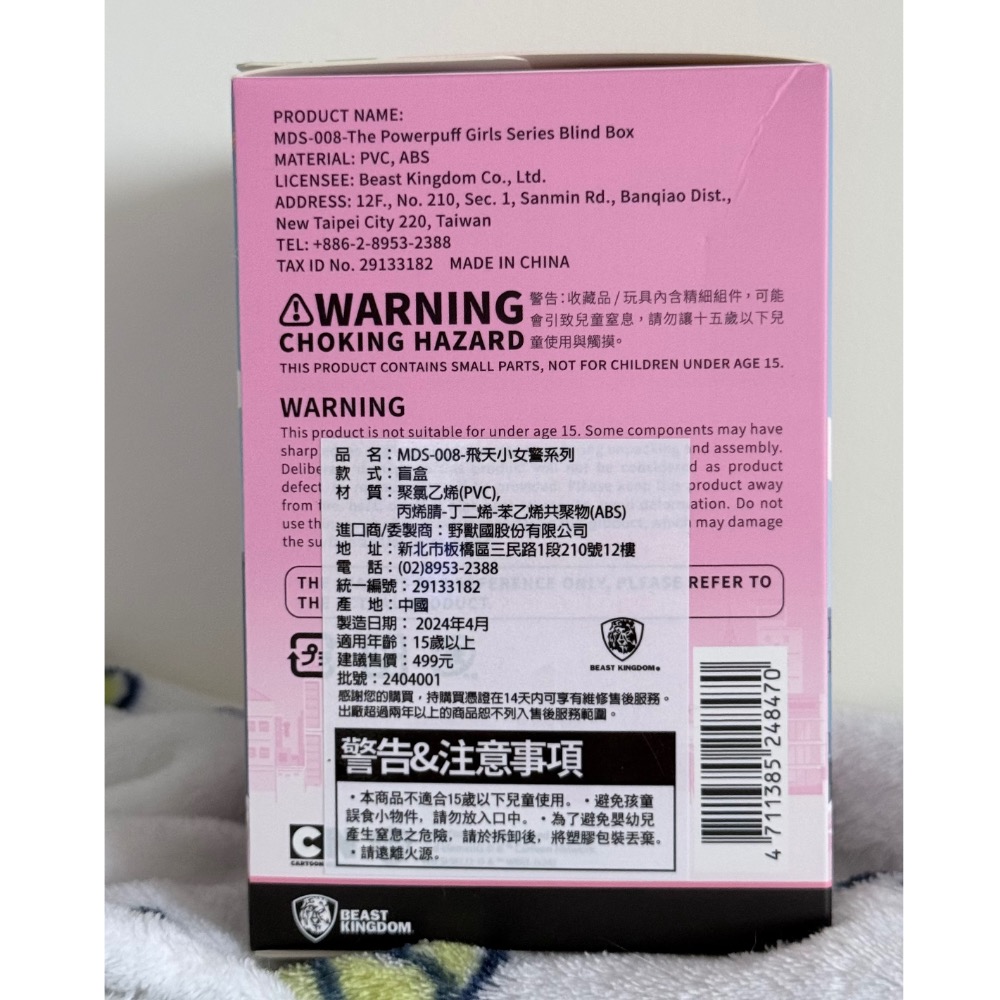 PRODUCT NAME:
MDS-008-The Powerpuff Girls Series Blind Box
MATERIAL: PVC, ABS
LICENSEE: Beast Kingdom Co., Ltd.
ADDRESS: 12F., No. 210, Sec. 1, Sanmin Rd., Banqiao Dist.,
New Taipei City 220, Taiwan
TEL: +886-2-8953-2388
TAX ID No. 29133182 MADE IN CHINA
WARNING
CHOKING HAZARD
警告:收藏品/玩具內含精細組件,可能
會引致兒童窒息,請勿讓十五歲以下兒
童使用與觸摸。
THIS PRODUCT CONTAINS SMALL PARTS, NOT FOR CHILDREN UNDER AGE 15.
WARNING
This product is not suitable for under age 15. Some components may have
sharp and assembly.
as product
defect product away
from Do not
use may damage
the
REFER TO
品 名:MDS-008-飛天小女警系列
款 式:盲盒
材 質:聚氯乙烯(PVC),
丙烯腈-丁二烯-苯乙烯共聚物(ABS)
進口商/委製商:野獸國股份有限公司
地 址:新北市板橋區三民路1段210號12樓
電 話:(02)8953-2388
統一編號:29133182
產 地:中國
製造日期:2024年4月
適用年齡:15歲以上
建議售價:499元
批號:2404001
感謝您的購買,持購買憑證在14天內可享有維修售後服務。
出廠超過兩年以上的商品恕不列入售後服務範圍。
BEAST KINGDOM
警告&注意事項
・本商品不適合15歲以下兒童使用。・避免孩童
誤食小物件,請勿放入口中。・為了避免嬰幼兒
產生窒息之危險,請於拆卸後,將塑膠包裝丟棄。
・請遠離火源。
4 711385 248470
プ
C
CARTOON
BEAST
KINGDOM